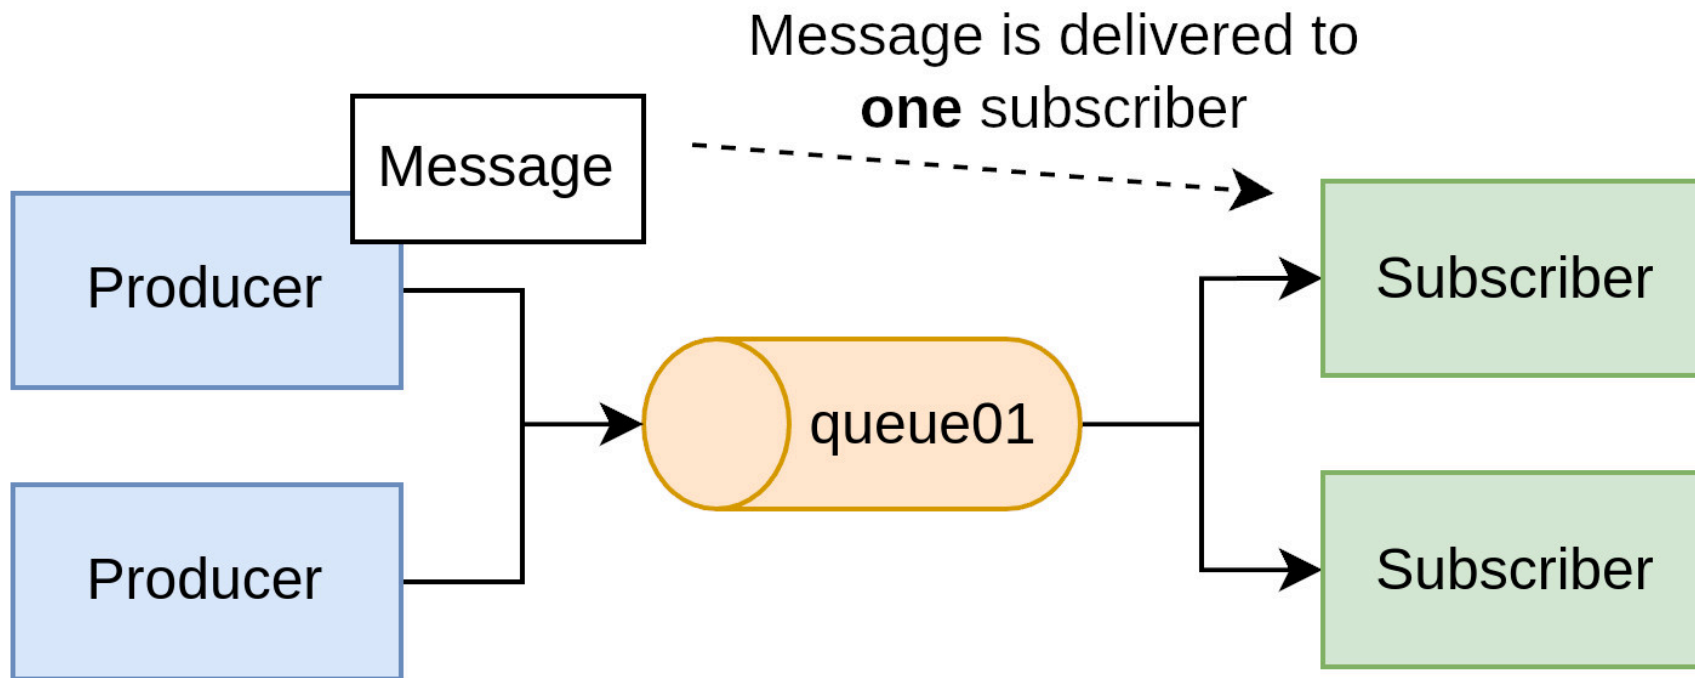 Message is delivered to
one subscriber
Message
Producer
Subscriber
queue01
Producer
Subscriber